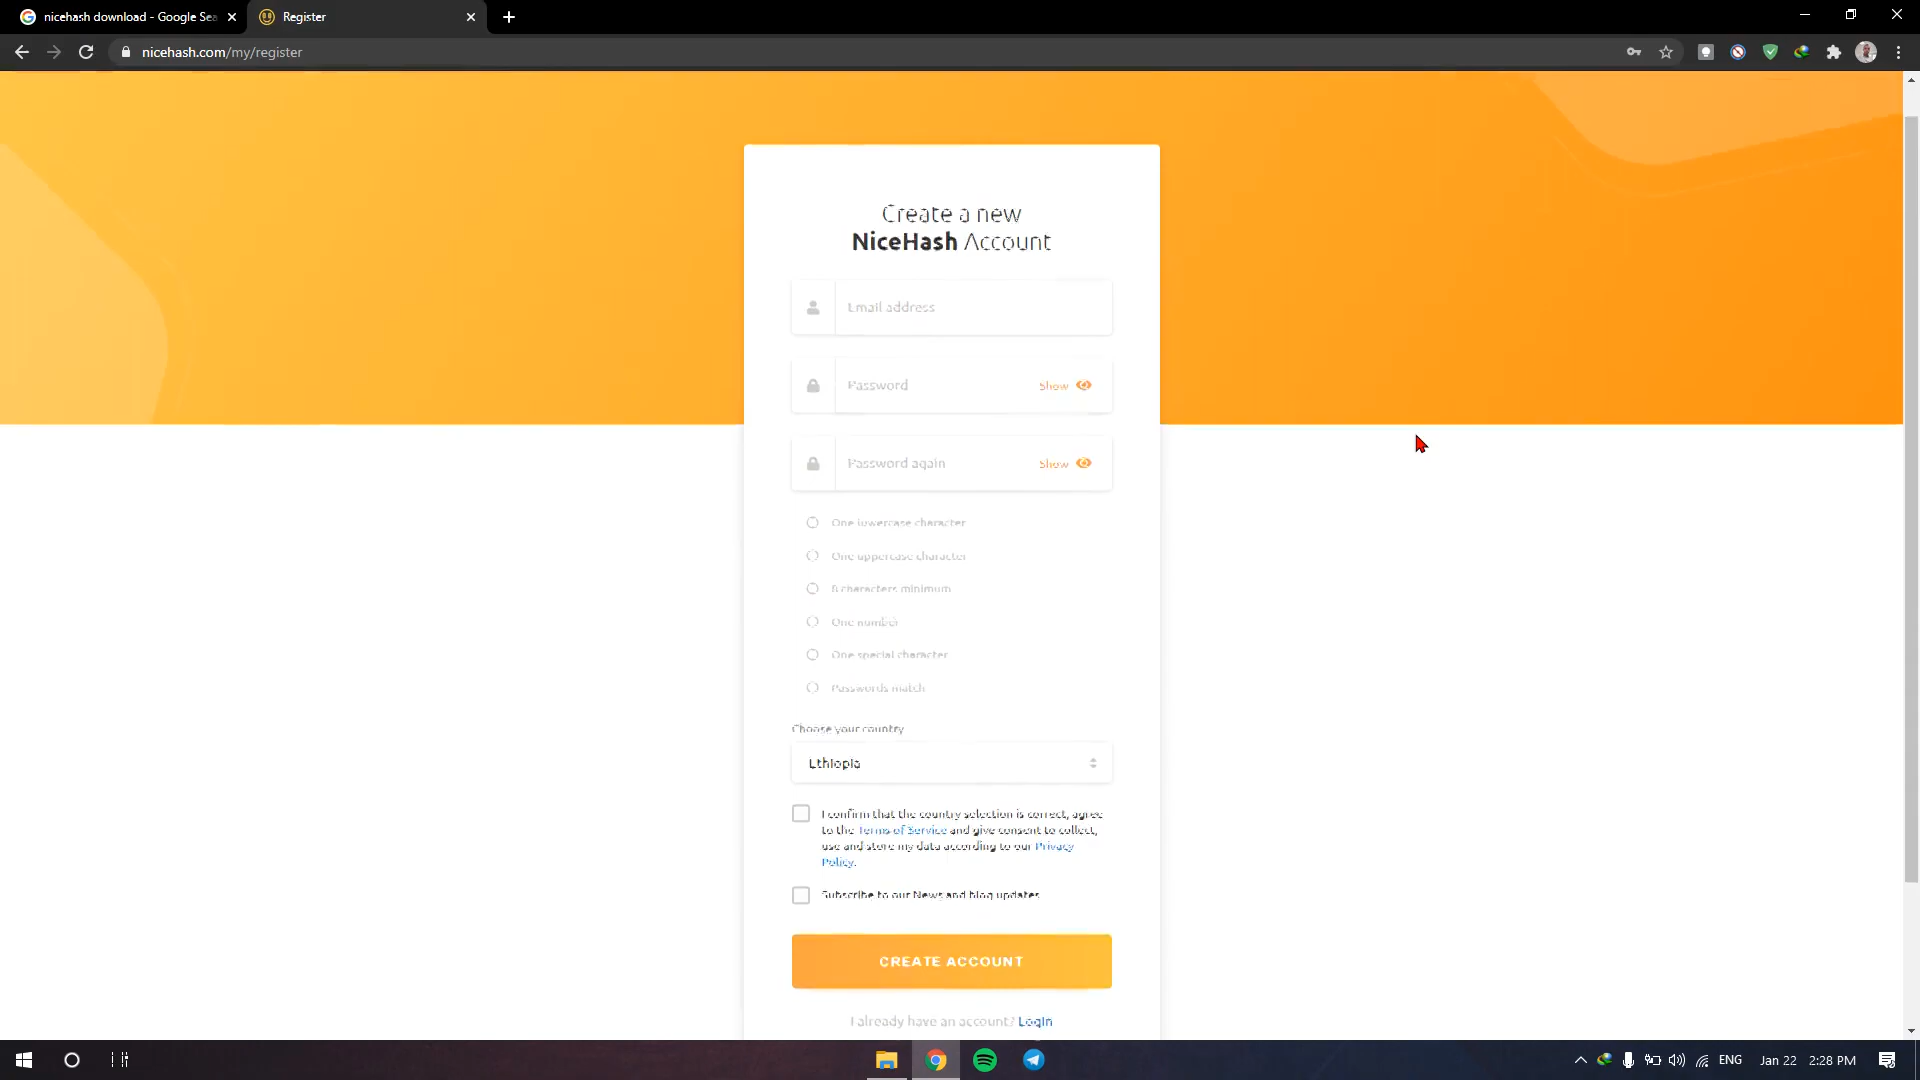 nicehash download - Google Sea
Register
nicehash.com/my/register
Create a new
NiceHash Account
Email address
Password
Show
Password again
Show
One lowercase character
One uppercase character
8 characters minimum
One number
One special character
Passwords match
Choose your country
Ethiopia
I confirm that the country selection is correct, agree
to the Terms of Service and give consent to collect,
use and store my data according to our Privacy
Policy.
Subscribe to our News and blog updates
CREATE ACCOUNT
I already have an account? Login
ENG
Jan 22
2:28 PM